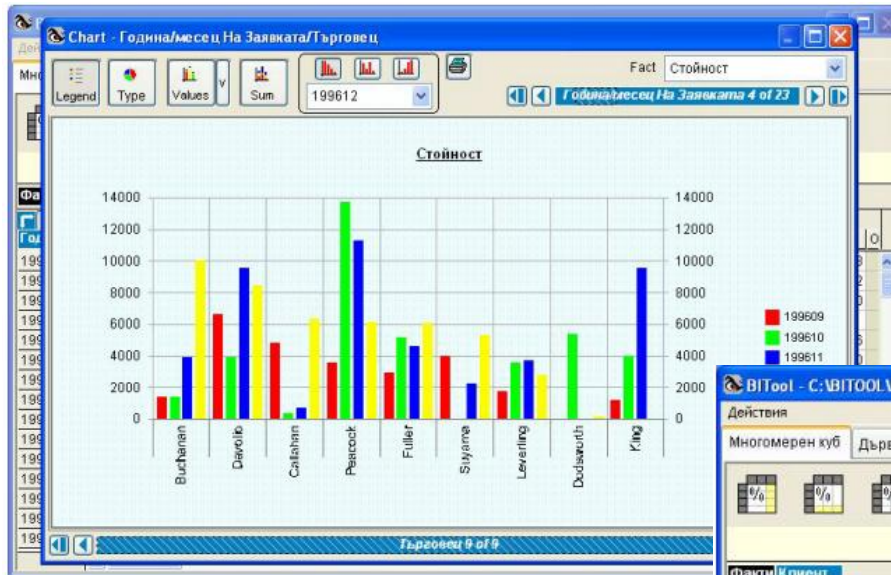 Chart - Година/месец На Заявката/Търговец
Legend
Type
Values
v
Sum
199612
Fact
Стойност
Година/месец На Заявката 4 of 23
Стойност
14000
14000
12000
12000
10000
10000
8000
8000
6000
6000
4000
4000
2000
2000
0
0
199609
199610
199611
Buchanan
Davolio
Callahan
Peacock
Fuller
Suyama
Leverling
Dodsworth
King
Търговец 9 of 9
BITool - C:\BITOOL\
Действия
Многомерен куб
Дърв
%
%
%
Факти
Клиент